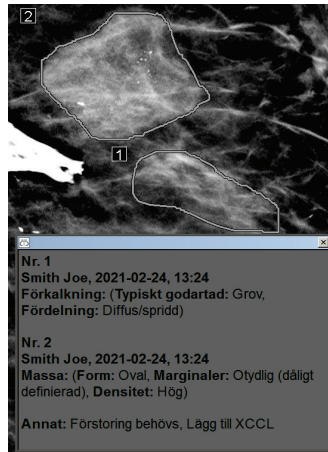 2
1
Nr. 1
Smith Joe, 2021-02-24, 13:24
Förkalkning: (Typiskt godartad: Grov,
Fördelning: Diffus/spridd)
Nr. 2
Smith Joe, 2021-02-24, 13:24
Massa: (Form: Oval, Marginaler: Otydlig (dåligt
definierad), Densitet: Hög)
Annat: Förstoring behövs, Lägg till XCCL